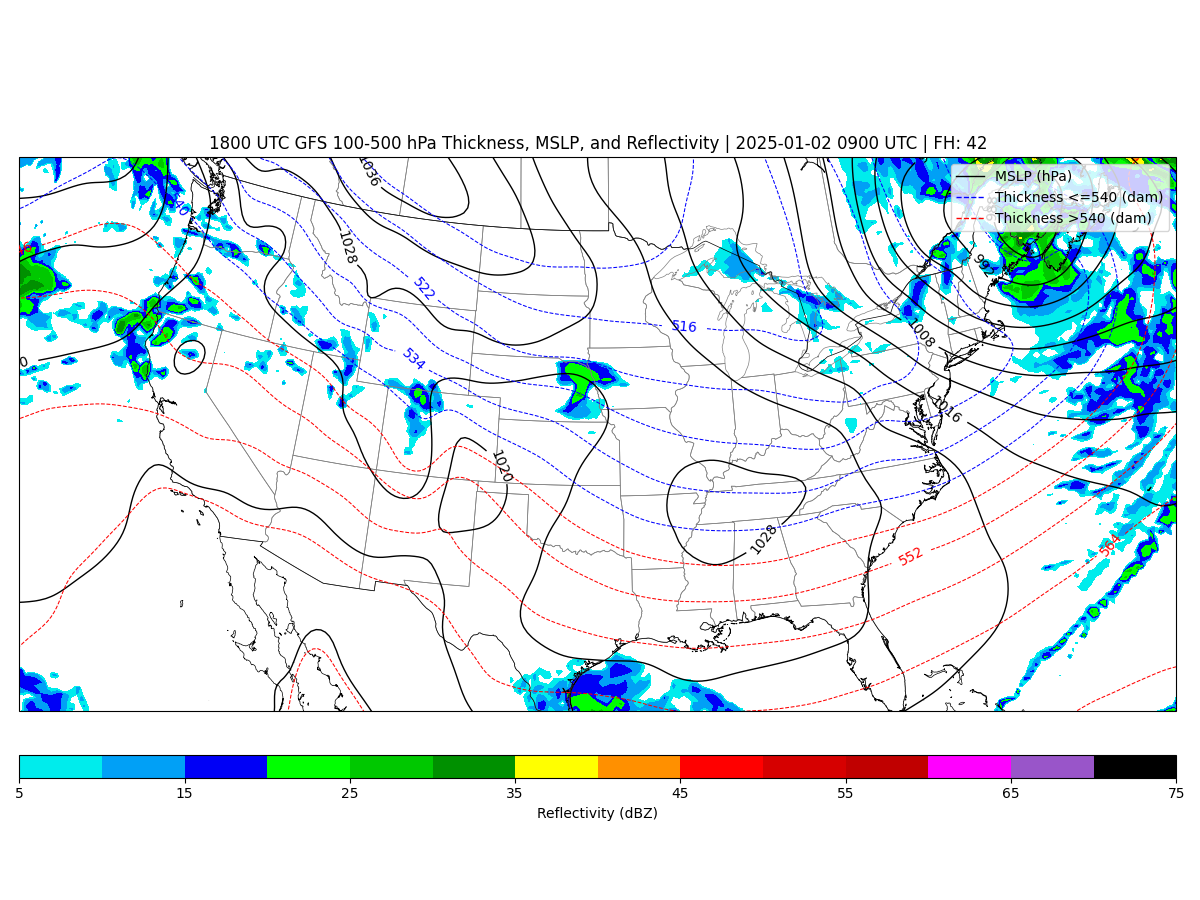 1800 UTC GFS 100-500 hPa Thickness, MSLP, and Reflectivity | 2025-01-02 0900 UTC | FH: 42
MSLP (hPa)
Thickness <=540 (dam)
Thickness >540 (dam)
1036
540
1028
992
522
516
1008
534
1016
1020
1028
552
564
5 15 25 35 45 55 65 75
Reflectivity (dBZ)